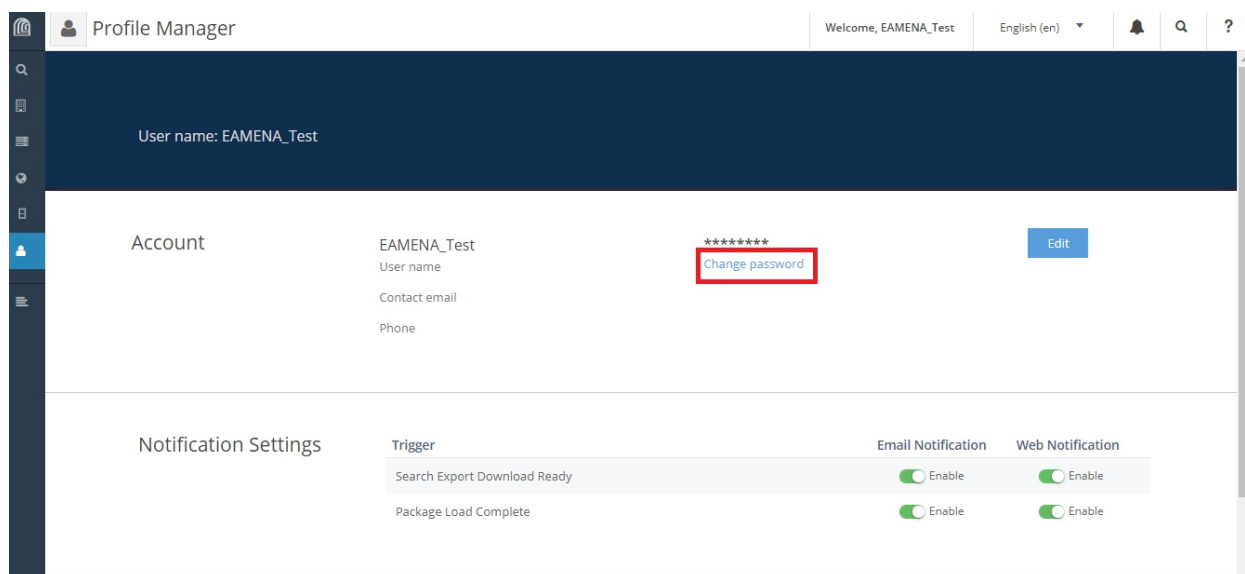 Profile Manager
Welcome, EAMENA_Test
English (en)
?
User name: EAMENA_Test
Account
EAMENA_Test
User name
Contact email
Phone
********
Change password
Edit
Notification Settings
Trigger Email Notification Web Notification
Search Export Download Ready Enable Enable
Package Load Complete Enable Enable